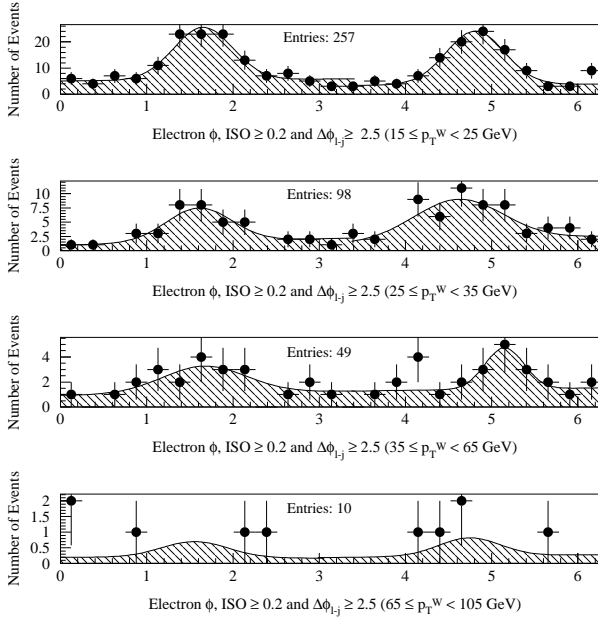 Number of Events
20
10
0
Entries: 257
0 1 2 3 4 5 6
Electron ϕ, ISO ≥ 0.2 and Δϕl-j ≥ 2.5 (15 ≤ pTW < 25 GeV)
Number of Events
10
7.5
5
2.5
0
Entries: 98
0 1 2 3 4 5 6
Electron ϕ, ISO ≥ 0.2 and Δϕl-j ≥ 2.5 (25 ≤ pTW < 35 GeV)
Number of Events
4
2
0
Entries: 49
0 1 2 3 4 5 6
Electron ϕ, ISO ≥ 0.2 and Δϕl-j ≥ 2.5 (35 ≤ pTW < 65 GeV)
Number of Events
2
1.5
1
0.5
0
Entries: 10
0 1 2 3 4 5 6
Electron ϕ, ISO ≥ 0.2 and Δϕl-j ≥ 2.5 (65 ≤ pTW < 105 GeV)